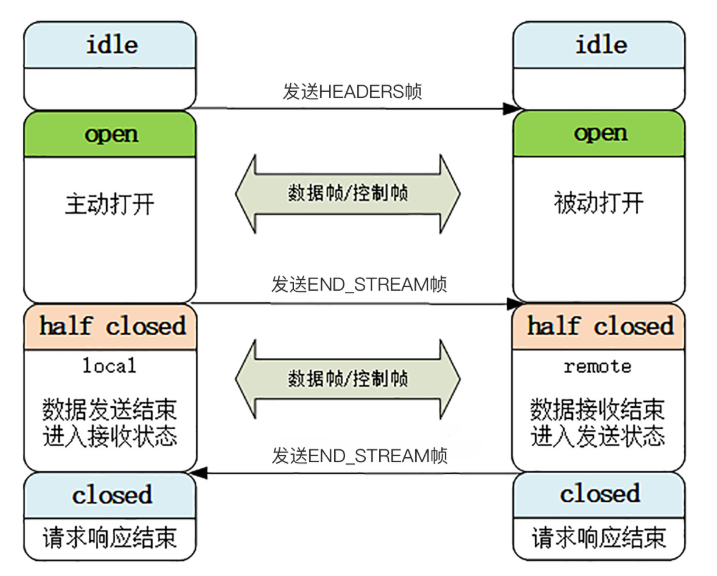 idle
idle
发送HEADERS帧
open
open
主动打开
数据帧/控制帧
被动打开
发送END_STREAM帧
half closed
half closed
local
数据帧/控制帧
remote
数据发送结束
进入接收状态
数据接收结束
进入发送状态
发送END_STREAM帧
closed
closed
请求响应结束
请求响应结束